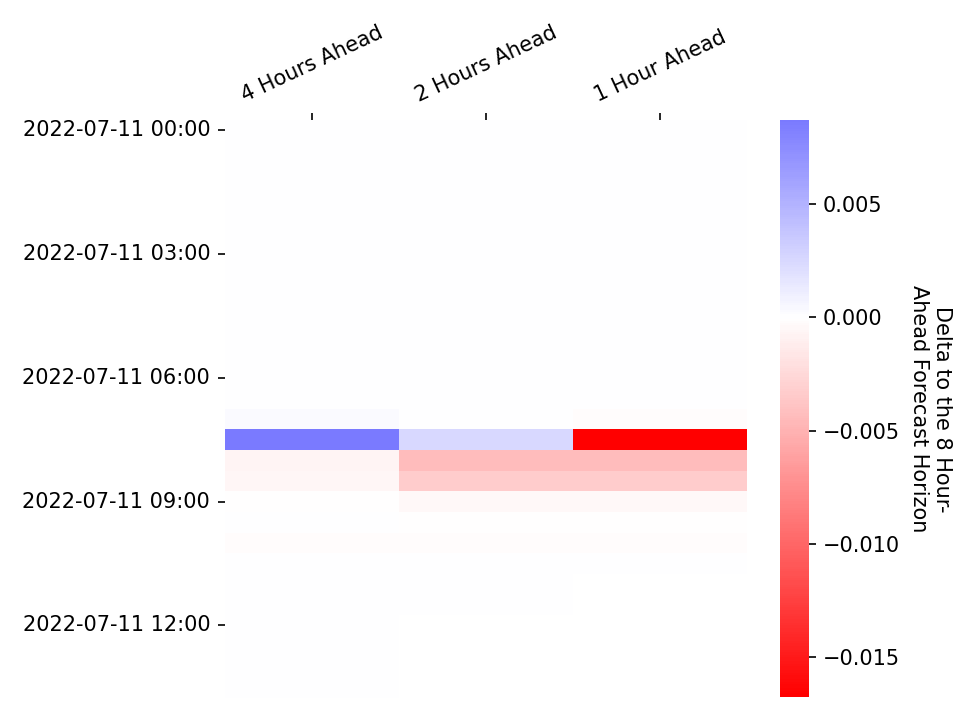 4 Hours Ahead
2 Hours Ahead
1 Hour Ahead
2022-07-11 00:00
2022-07-11 03:00
2022-07-11 06:00
2022-07-11 09:00
2022-07-11 12:00
0.005
0.000
−0.005
−0.010
−0.015
Delta to the 8 Hour-
Ahead Forecast Horizon